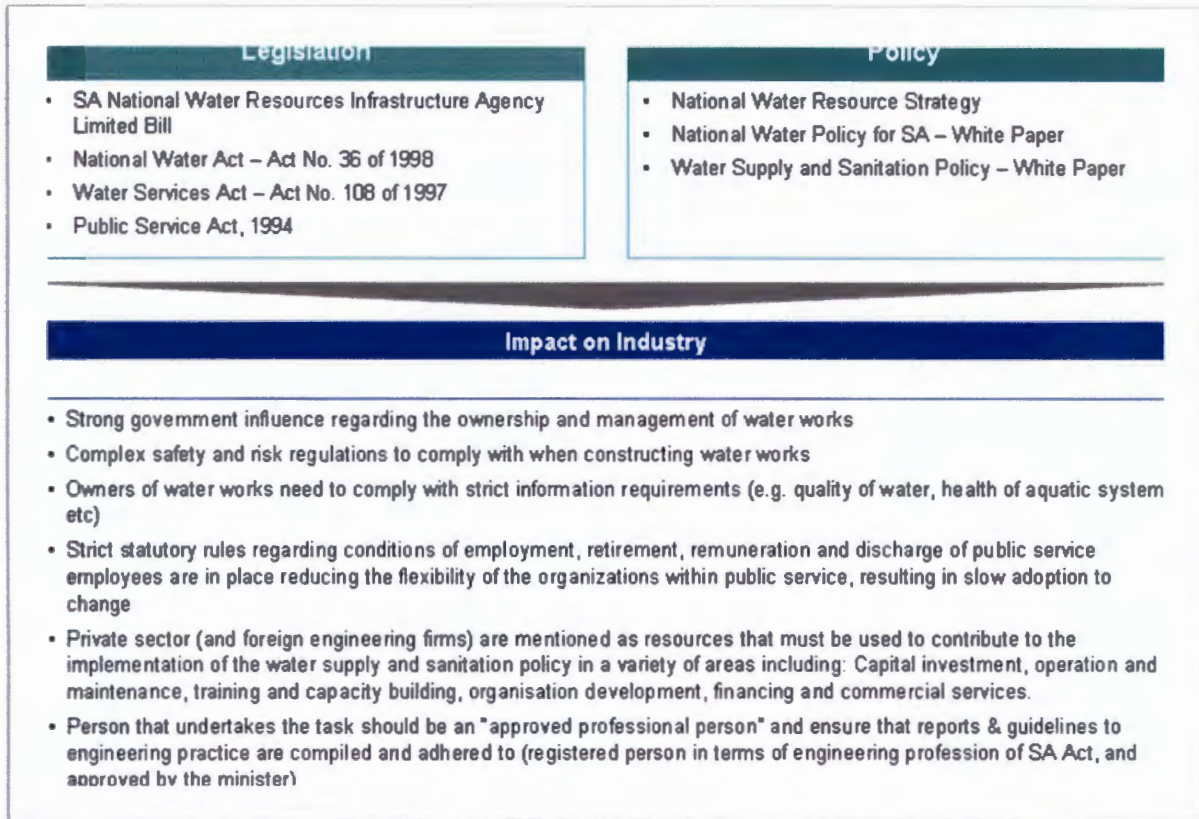 Legislation
• SA National Water Resources Infrastructure Agency
Limited Bill
• National Water Act – Act No. 36 of 1998
• Water Services Act – Act No. 108 of 1997
• Public Service Act, 1994
Policy
• National Water Resource Strategy
• National Water Policy for SA – White Paper
• Water Supply and Sanitation Policy – White Paper
Impact on Industry
• Strong government influence regarding the ownership and management of water works
• Complex safety and risk regulations to comply with when constructing water works
• Owners of water works need to comply with strict information requirements (e.g. quality of water, health of aquatic system
etc)
• Strict statutory rules regarding conditions of employment, retirement, remuneration and discharge of public service
employees are in place reducing the flexibility of the organizations within public service, resulting in slow adoption to
change
• Private sector (and foreign engineering firms) are mentioned as resources that must be used to contribute to the
implementation of the water supply and sanitation policy in a variety of areas including: Capital investment, operation and
maintenance, training and capacity building, organisation development, financing and commercial services.
• Person that undertakes the task should be an "approved professional person" and ensure that reports & guidelines to
engineering practice are compiled and adhered to (registered person in terms of engineering profession of SA Act, and
approved by the minister)